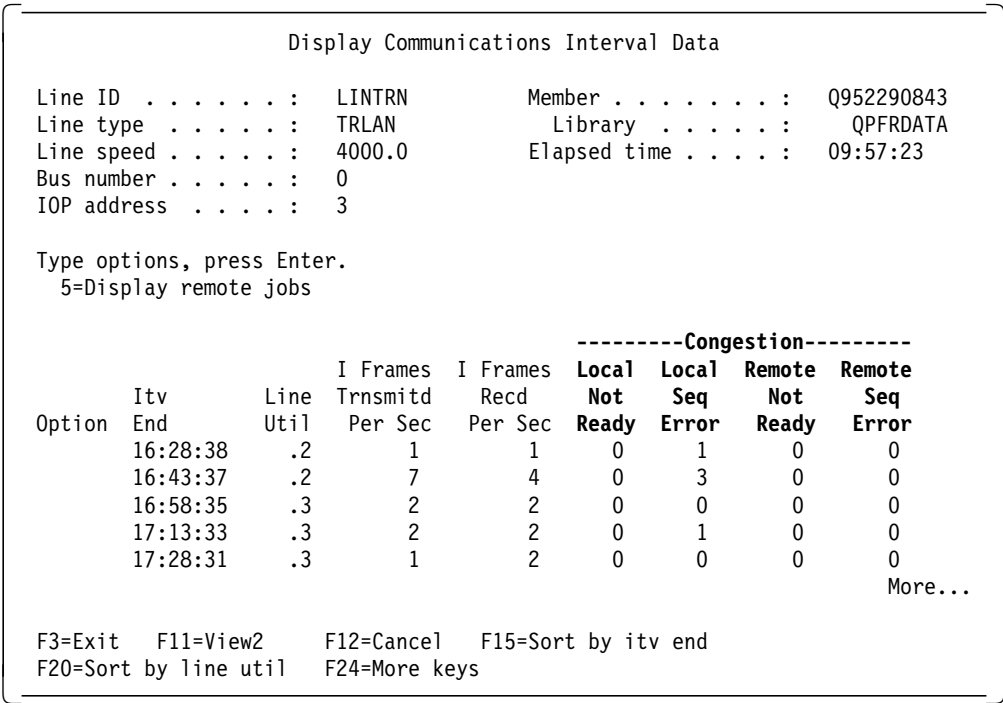 Display Communications Interval Data
Line ID . . . . . . : LINTRN Member . . . . . . . : Q952290843
Line type . . . . . : TRLAN Library . . . . . : QPFRDATA
Line speed . . . . . : 4000.0 Elapsed time . . . . : 09:57:23
Bus number . . . . . : 0
IOP address . . . . : 3
Type options, press Enter.
5=Display remote jobs
---------Congestion---------
I Frames I Frames Local Local Remote Remote
Itv Line Trnsmitd Recd Not Seq Not Seq
Option End Util Per Sec Per Sec Ready Error Ready Error
16:28:38 .2 1 1 0 1 0 0
16:43:37 .2 7 4 0 3 0 0
16:58:35 .3 2 2 0 0 0 0
17:13:33 .3 2 2 0 1 0 0
17:28:31 .3 1 2 0 0 0 0
More...
F3=Exit F11=View2 F12=Cancel F15=Sort by itv end
F20=Sort by line util F24=More keys